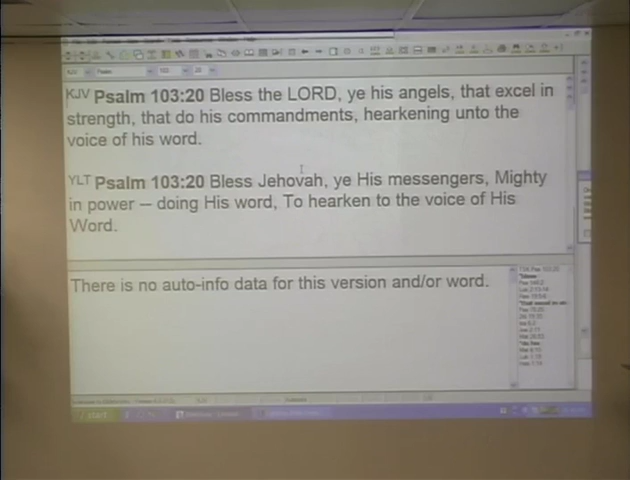 KJV Psalm 103:20 Bless the LORD, ye his angels, that excel in
strength, that do his commandments, hearkening unto the
voice of his word.
YLT Psalm 103:20 Bless Jehovah, ye His messengers, Mighty
in power – doing His word, To hearken to the voice of His
Word.
There is no auto-info data for this version and/or word.
start